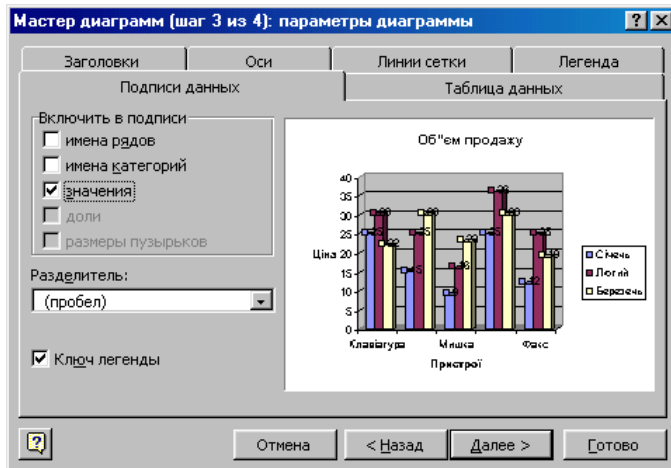 Мастер диаграмм (шаг 3 из 4): параметры диаграммы
Заголовки Оси Линии сетки Легенда
Подписи данных Таблица данных
Включить в подписи
имена рядов
имена категорий
значения
доли
размеры пузырьков
Разделитель:
(пробел)
Ключ легенды
Об"єм продажу
40
35
30
25
20
15
10
5
0
Ціна
Клавіатура Мишка Факс
Пристрої
Січень
Лютий
Березень
Отмена < Назад Далее > Готово